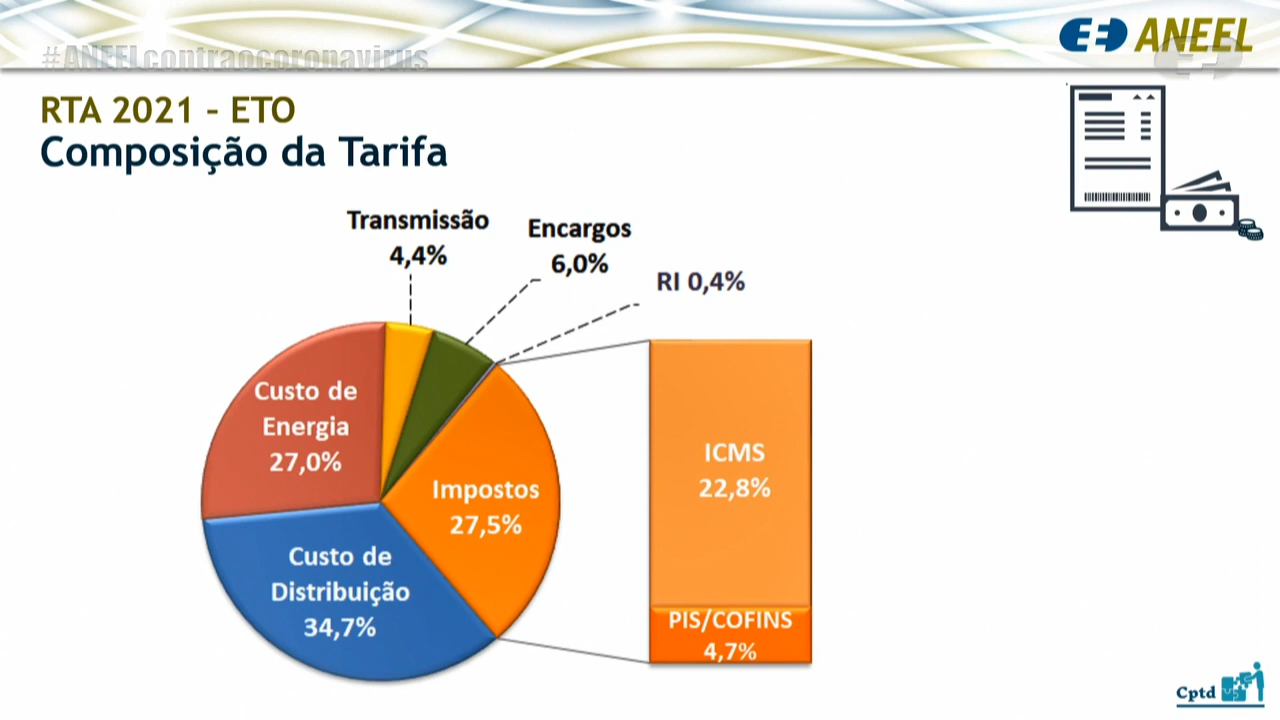 #ANEELcontraocoronavirus
ANEEL
RTA 2021 – ETO
Composição da Tarifa
Transmissão
4,4%
Encargos
6,0%
RI 0,4%
Custo de
Energia
27,0%
Impostos
27,5%
Custo de
Distribuição
34,7%
ICMS
22,8%
PIS/COFINS
4,7%
Cptd